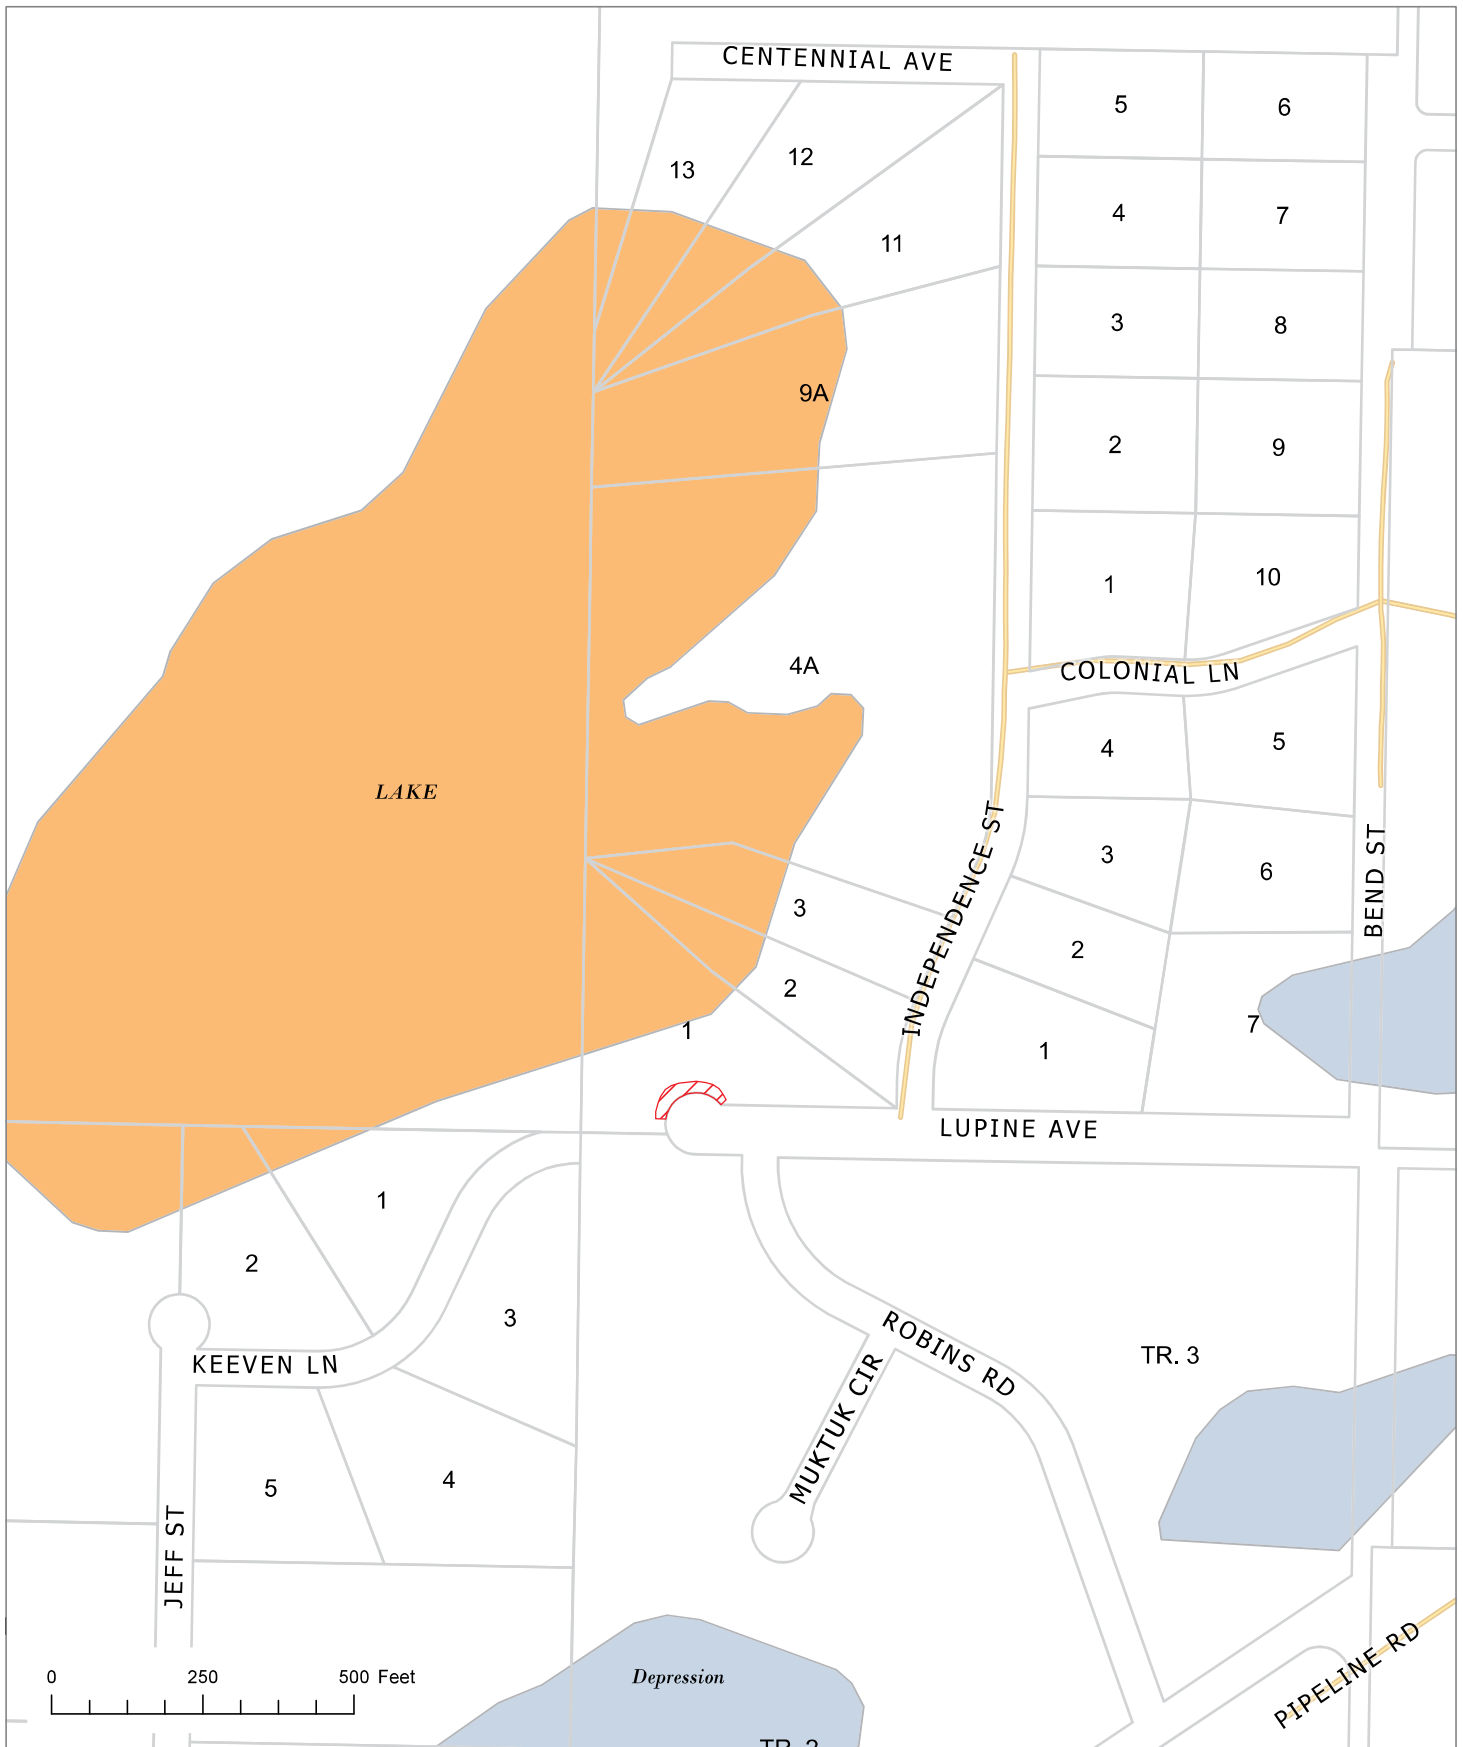 CENTENNIAL AVE
5
6
13
12
4
7
11
3
8
9A
2
9
1
10
4A
COLONIAL LN
4
5
LAKE
INDEPENDENCE ST
BEND ST
3
6
3
2
2
7
1
1
LUPINE AVE
1
2
3
ROBINS RD
TR. 3
KEEVEN LN
MUKTUK CIR
5
4
JEFF ST
PIPELINE RD
Depression
0 250 500 Feet